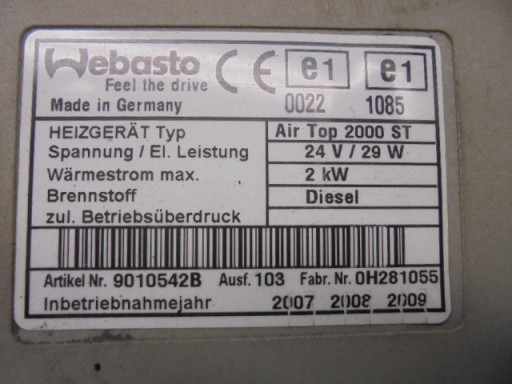 Webasto
Feel the drive
Made in Germany
CE
e1
0022
e1
1085
HEIZGERÄT Typ Air Top 2000 ST
Spannung / El. Leistung 24 V / 29 W
Wärmestrom max. 2 kW
Brennstoff Diesel
zul. Betriebsüberdruck
Artikel Nr. 9010542B Ausf. 103 Fabr. Nr. 0H281055
Inbetriebnahmejahr 2007 2008 2009